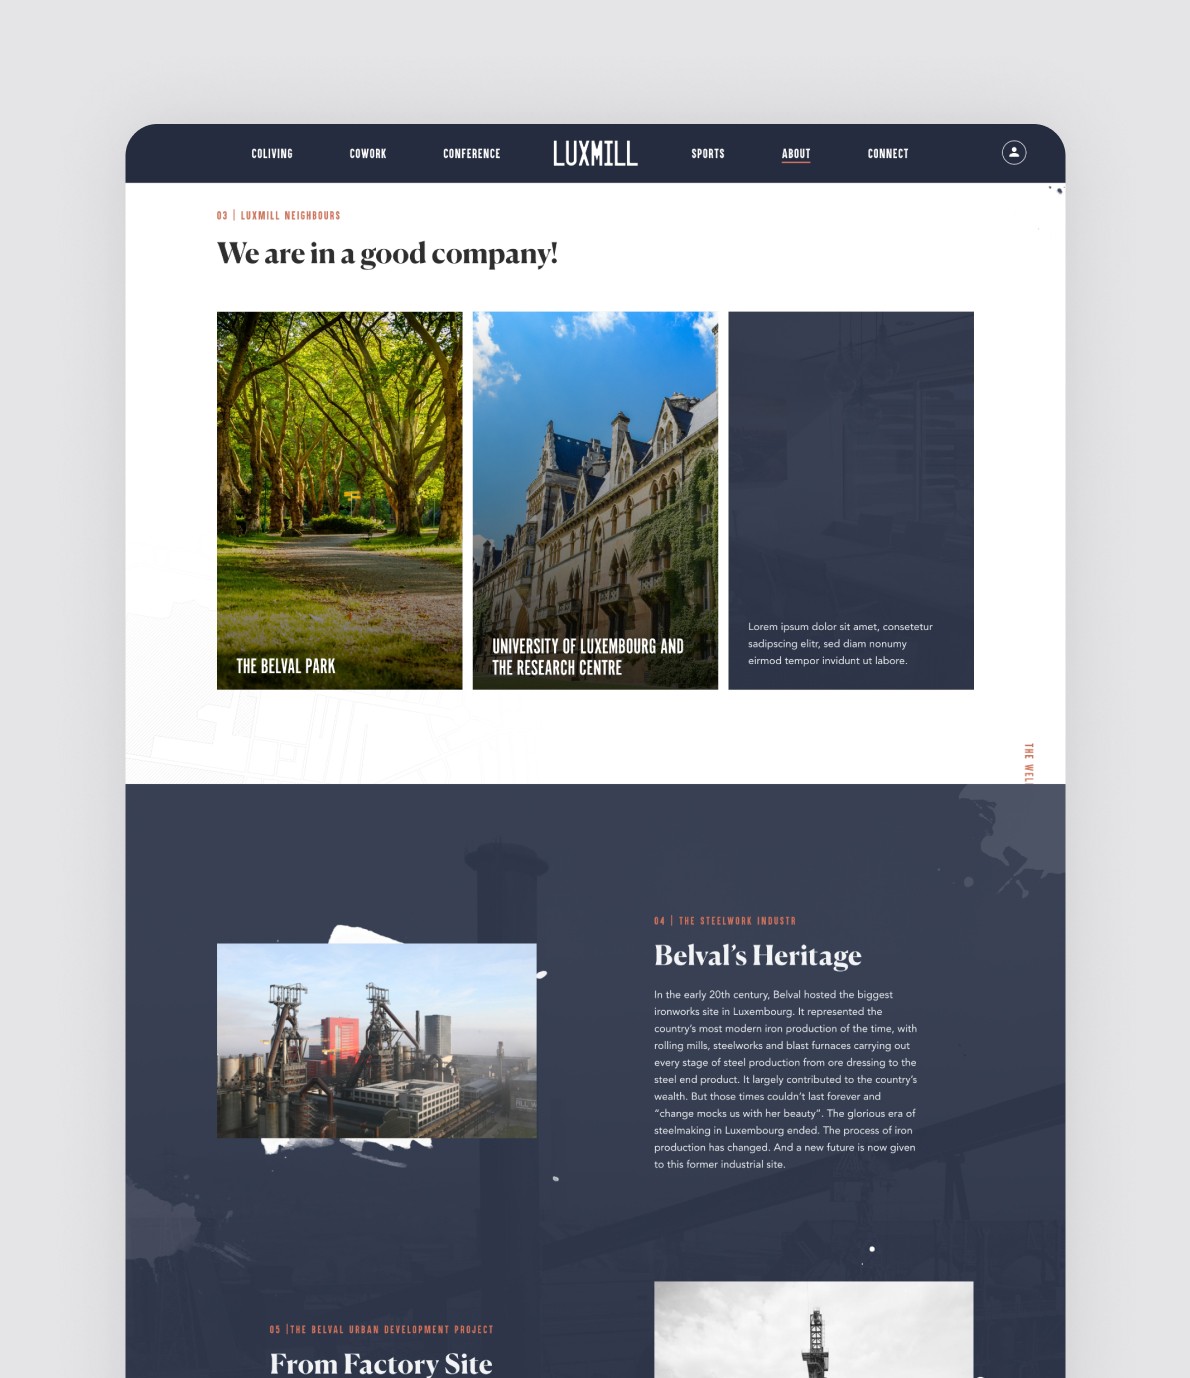 COLIVING COWORK CONFERENCE LUXMILL SPORTS ABOUT CONNECT
03 | LUXMILL NEIGHBOURS
We are in a good company!
THE BELVAL PARK
UNIVERSITY OF LUXEMBOURG AND
THE RESEARCH CENTRE
Lorem ipsum dolor sit amet, consetetur
sadipscing elitr, sed diam nonumy
eirmod tempor invidunt ut labore.
THE WEL
04 | THE STEELWORK INDUSTR
Belval's Heritage
In the early 20th century, Belval hosted the biggest
ironworks site in Luxembourg. It represented the
country's most modern iron production of the time, with
rolling mills, steelworks and blast furnaces carrying out
every stage of steel production from ore dressing to the
steel end product. It largely contributed to the country's
wealth. But those times couldn't last forever and
“change mocks us with her beauty”. The glorious era of
steelmaking in Luxembourg ended. The process of iron
production has changed. And a new future is now given
to this former industrial site.
05 |THE BELVAL URBAN DEVELOPMENT PROJECT
From Factory Site